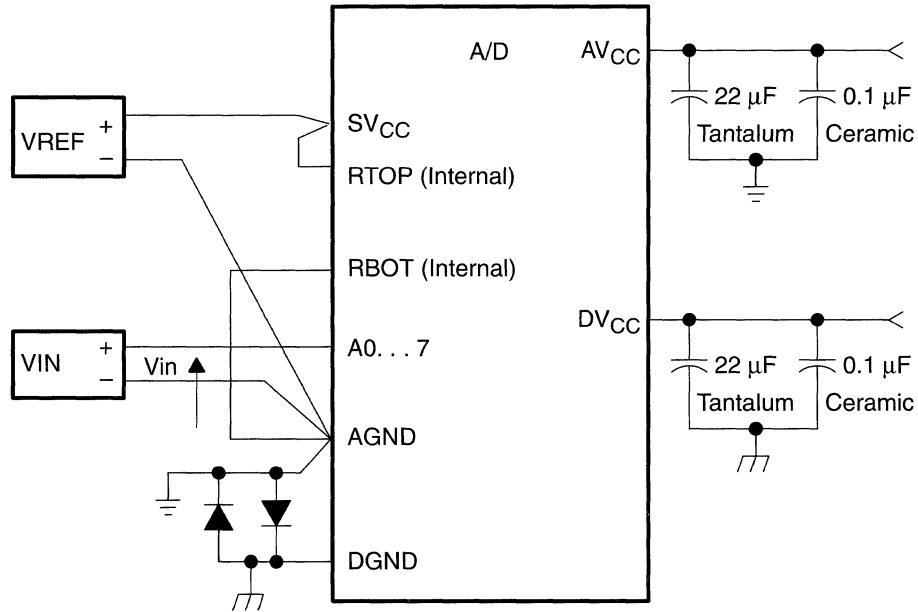 A/D
AVCC
22 µF
Tantalum
0.1 µF
Ceramic
VREF
+
−
SVCC
RTOP (Internal)
RBOT (Internal)
DVCC
22 µF
Tantalum
0.1 µF
Ceramic
VIN
+
−
Vin
A0. . . 7
AGND
DGND